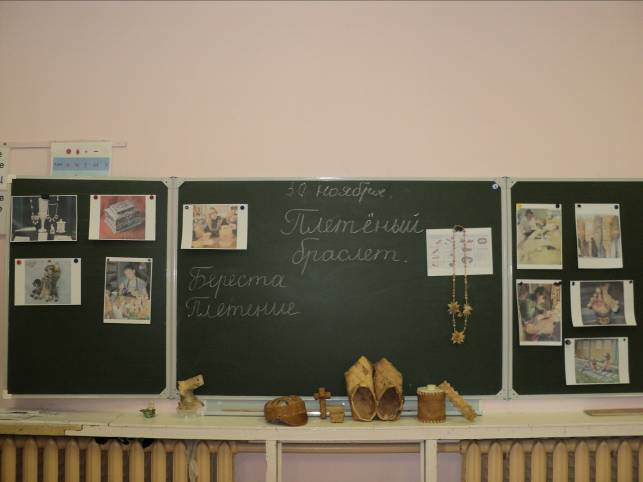 30 ноября.
Плетёный
браслет.
Береста
Плетение